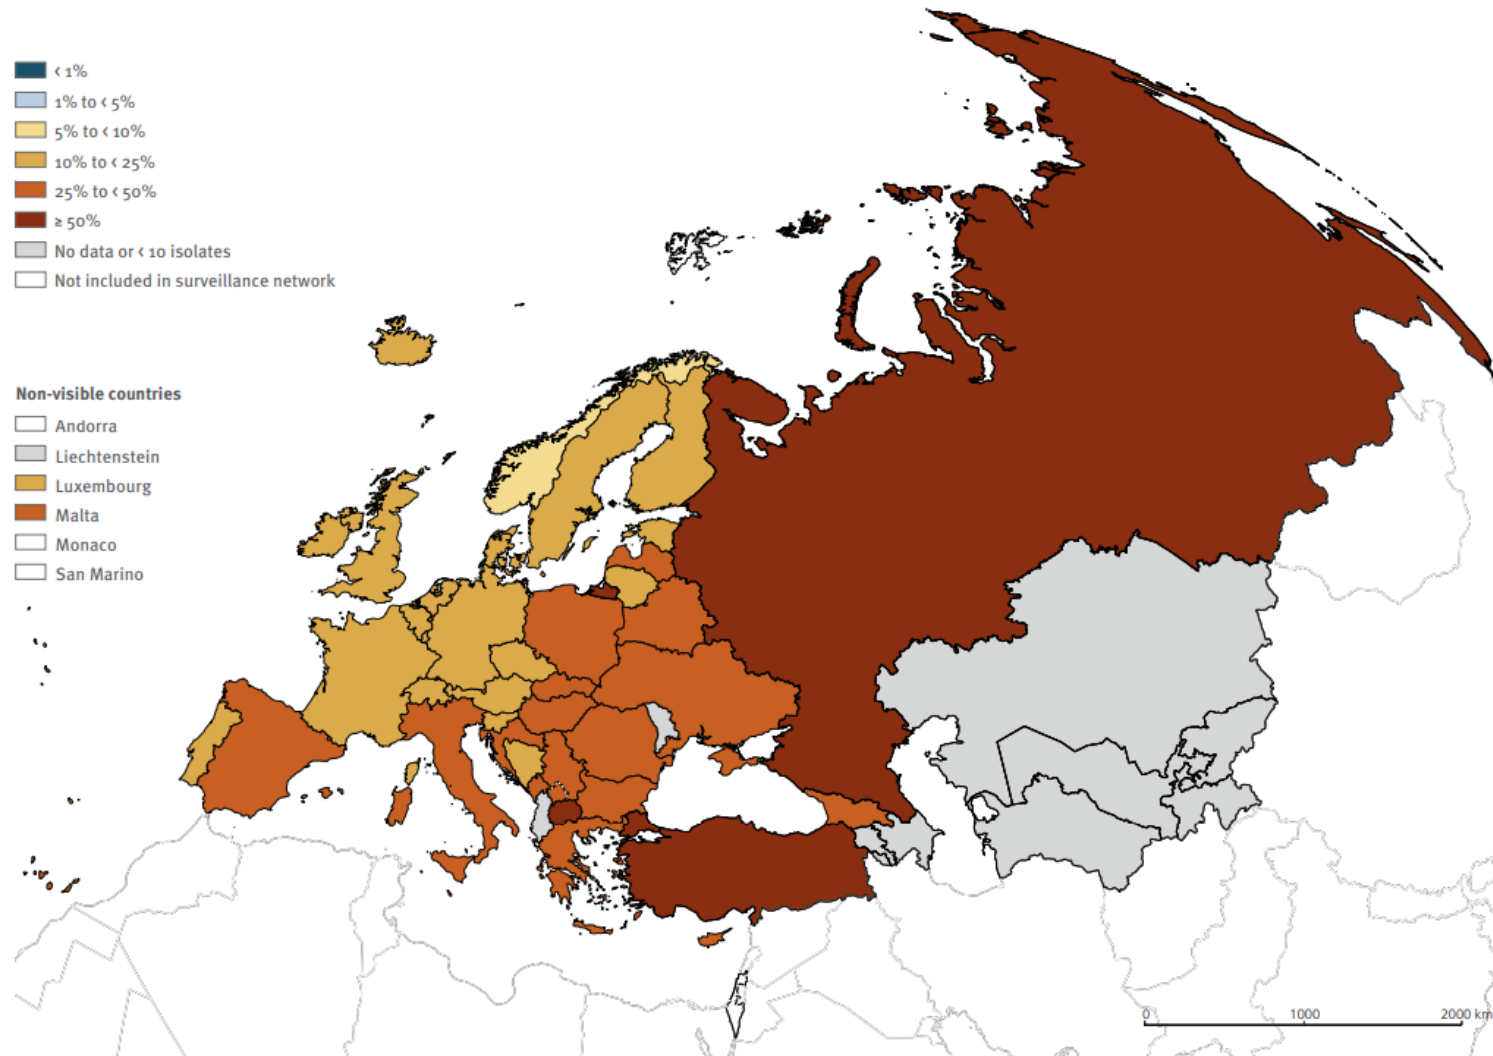 < 1%
1% to < 5%
5% to < 10%
10% to < 25%
25% to < 50%
≥ 50%
No data or < 10 isolates
Not included in surveillance network
Non-visible countries
Andorra
Liechtenstein
Luxembourg
Malta
Monaco
San Marino
0 1000 2000 km